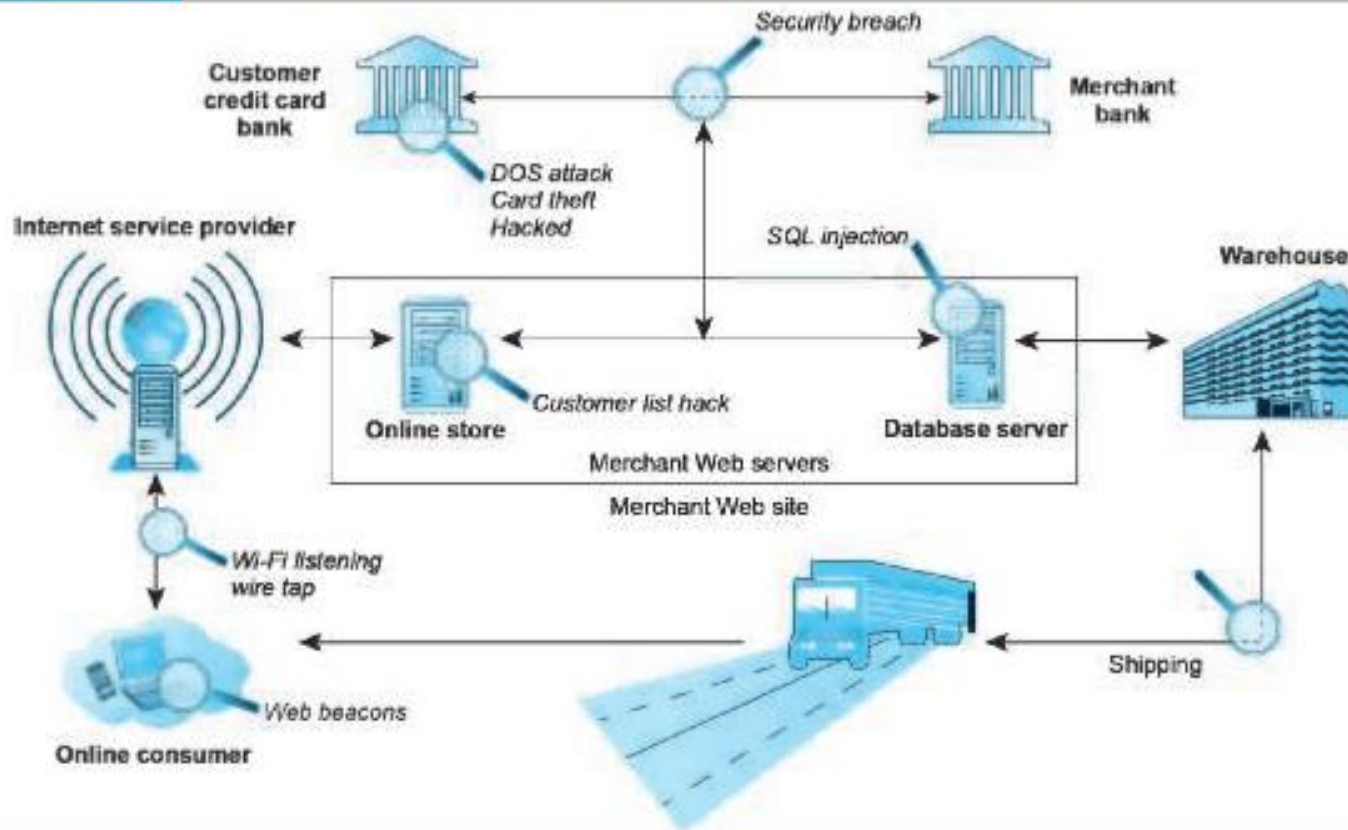 Security breach
Customer
credit card
bank
Merchant
bank
DOS attack
Card theft
Hacked
Internet service provider
SQL injection
Warehouse
Customer list hack
Online store
Database server
Merchant Web servers
Merchant Web site
Wi-Fi listening
wire tap
Shipping
Web beacons
Online consumer